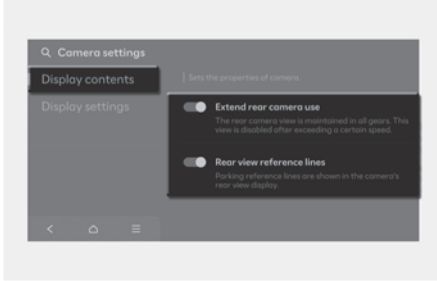 Camera settings
Display contents
Sets the properties of camera.
Display settings
Extend rear camera use
The rear camera view is maintained in all gears. This
view is disabled after exceeding a certain speed.
Rear view reference lines
Parking reference lines are shown in the camera's
rear view display.